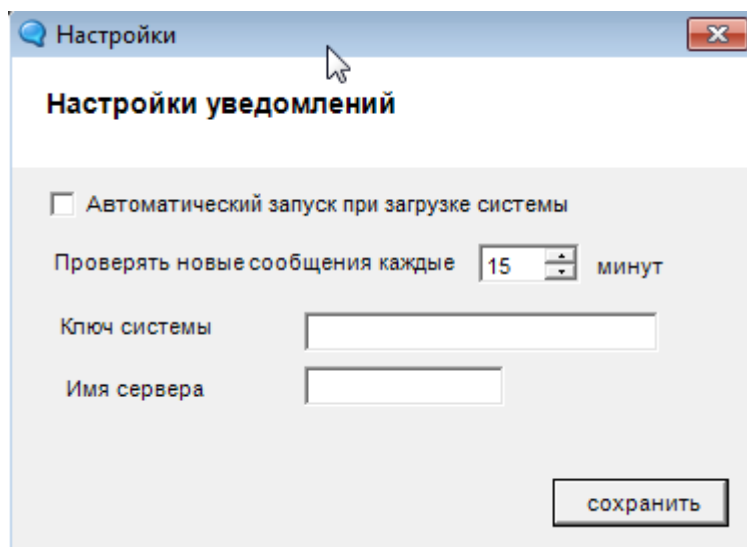 Настройки
Настройки уведомлений
Автоматический запуск при загрузке системы
Проверять новые сообщения каждые 15 минут
Ключ системы
Имя сервера
сохранить